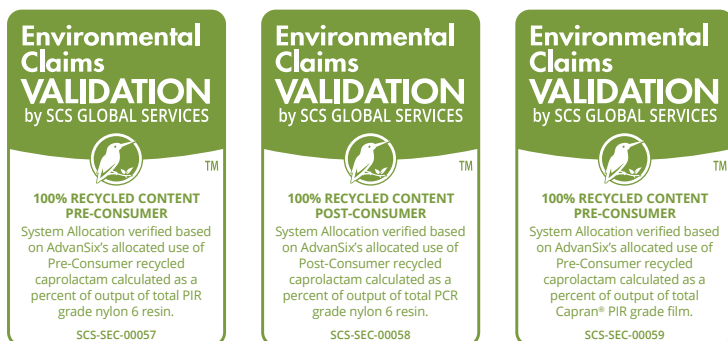 Environmental
Claims
VALIDATION
by SCS GLOBAL SERVICES
TM
100% RECYCLED CONTENT
PRE-CONSUMER
System Allocation verified based
on AdvanSix's allocated use of
Pre-Consumer recycled
caprolactam calculated as a
percent of output of total PIR
grade nylon 6 resin.
SCS-SEC-00057
Environmental
Claims
VALIDATION
by SCS GLOBAL SERVICES
TM
100% RECYCLED CONTENT
POST-CONSUMER
System Allocation verified based
on AdvanSix's allocated use of
Post-Consumer recycled
caprolactam calculated as a
percent of output of total PCR
grade nylon 6 resin.
SCS-SEC-00058
Environmental
Claims
VALIDATION
by SCS GLOBAL SERVICES
TM
100% RECYCLED CONTENT
PRE-CONSUMER
System Allocation verified based
on AdvanSix's allocated use of
Pre-Consumer recycled
caprolactam calculated as a
percent of output of total
Capran® PIR grade film.
SCS-SEC-00059